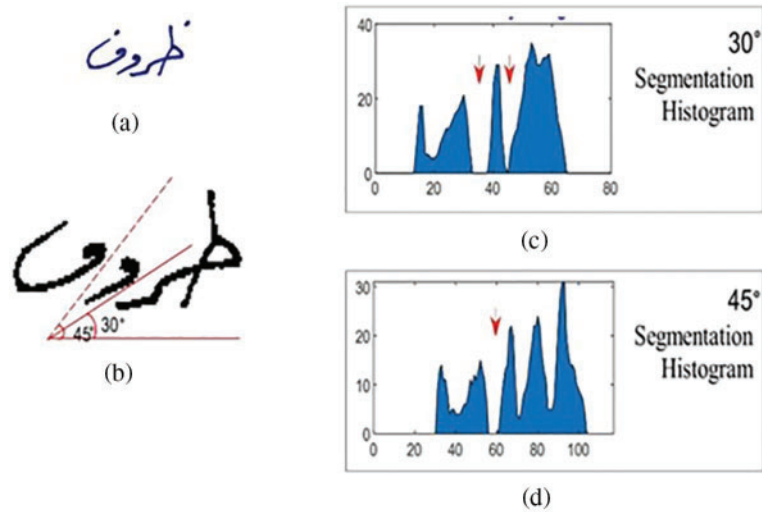 ظروف
(a)
45° 30°
(b)
40
20
0
0 20 40 60 80
30°
Segmentation
Histogram
(c)
30
20
10
0
0 20 40 60 80 100
45°
Segmentation
Histogram
(d)